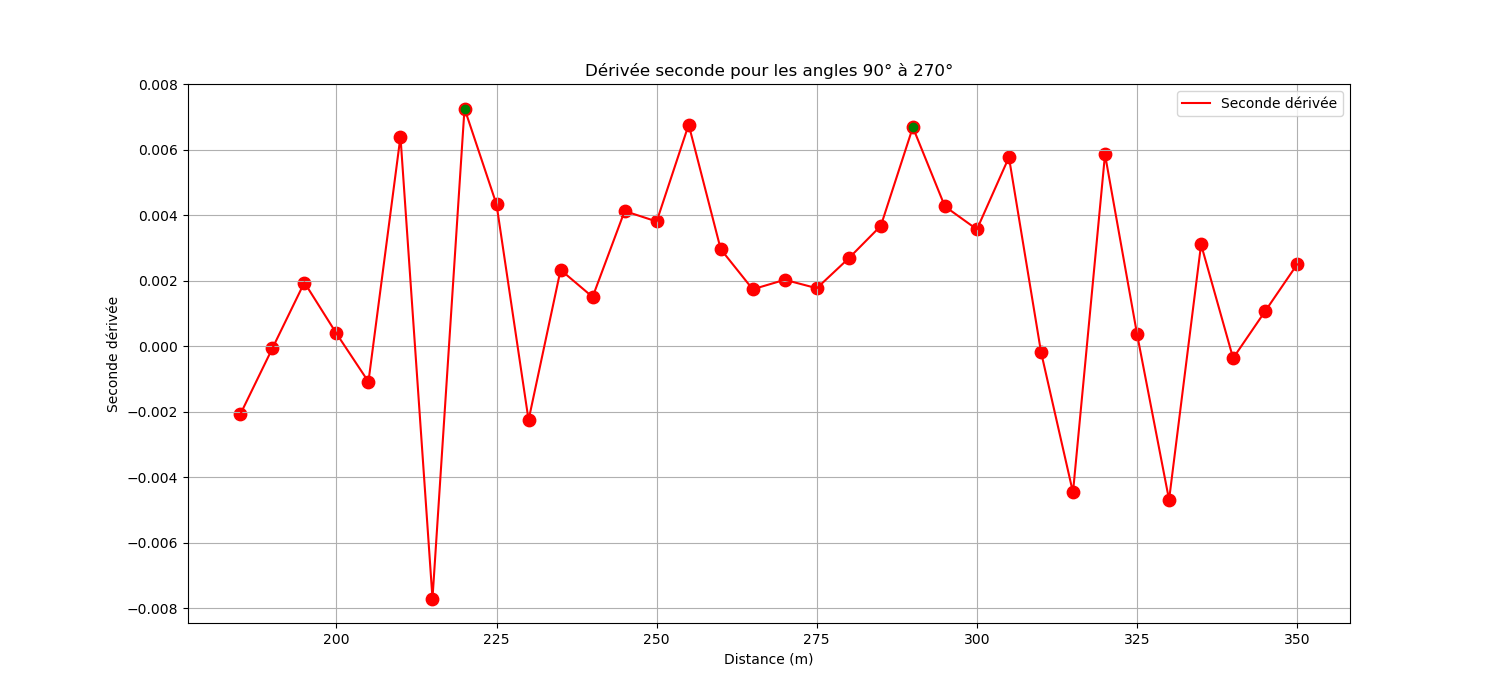 Dérivée seconde pour les angles 90° à 270°
Seconde dérivée
0.008
0.006
0.004
0.002
0.000
−0.002
−0.004
−0.006
−0.008
Seconde dérivée
200 225 250 275 300 325 350
Distance (m)